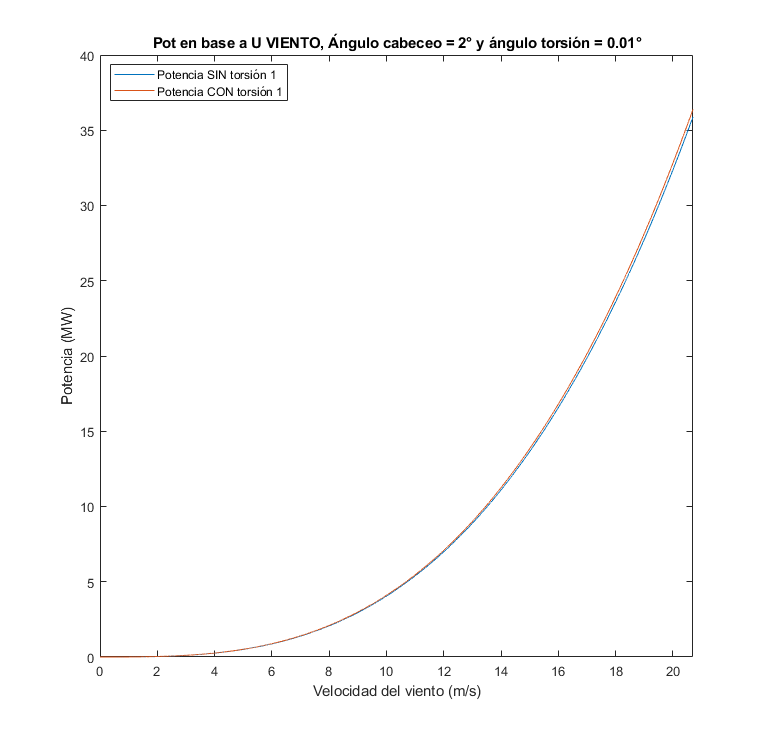 Pot en base a U VIENTO, Ángulo cabeceo = 2° y ángulo torsión = 0.01°
Potencia SIN torsión 1
Potencia CON torsión 1
40
35
30
25
20
15
10
5
0
Potencia (MW)
0 2 4 6 8 10 12 14 16 18 20
Velocidad del viento (m/s)